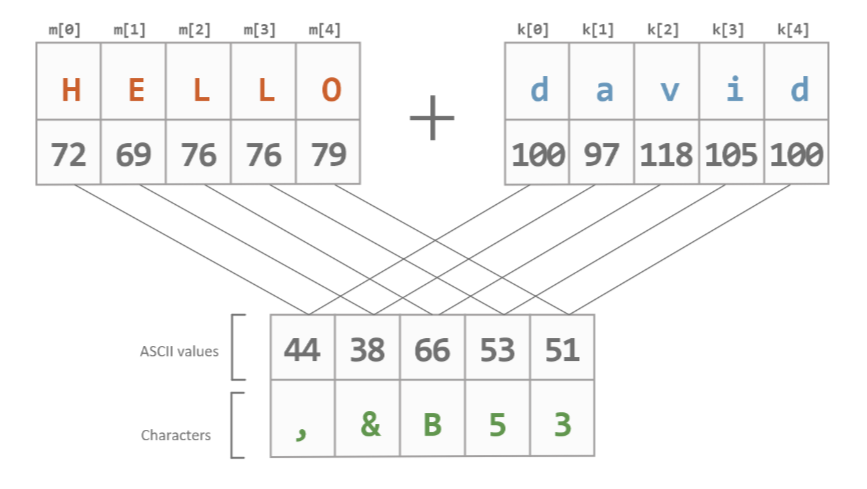 m[0] m[1] m[2] m[3] m[4] k[0] k[1] k[2] k[3] k[4]
H E L L O + d a v i d
72 69 76 76 79 100 97 118 105 100
ASCII values 44 38 66 53 51
Characters , & B 5 3